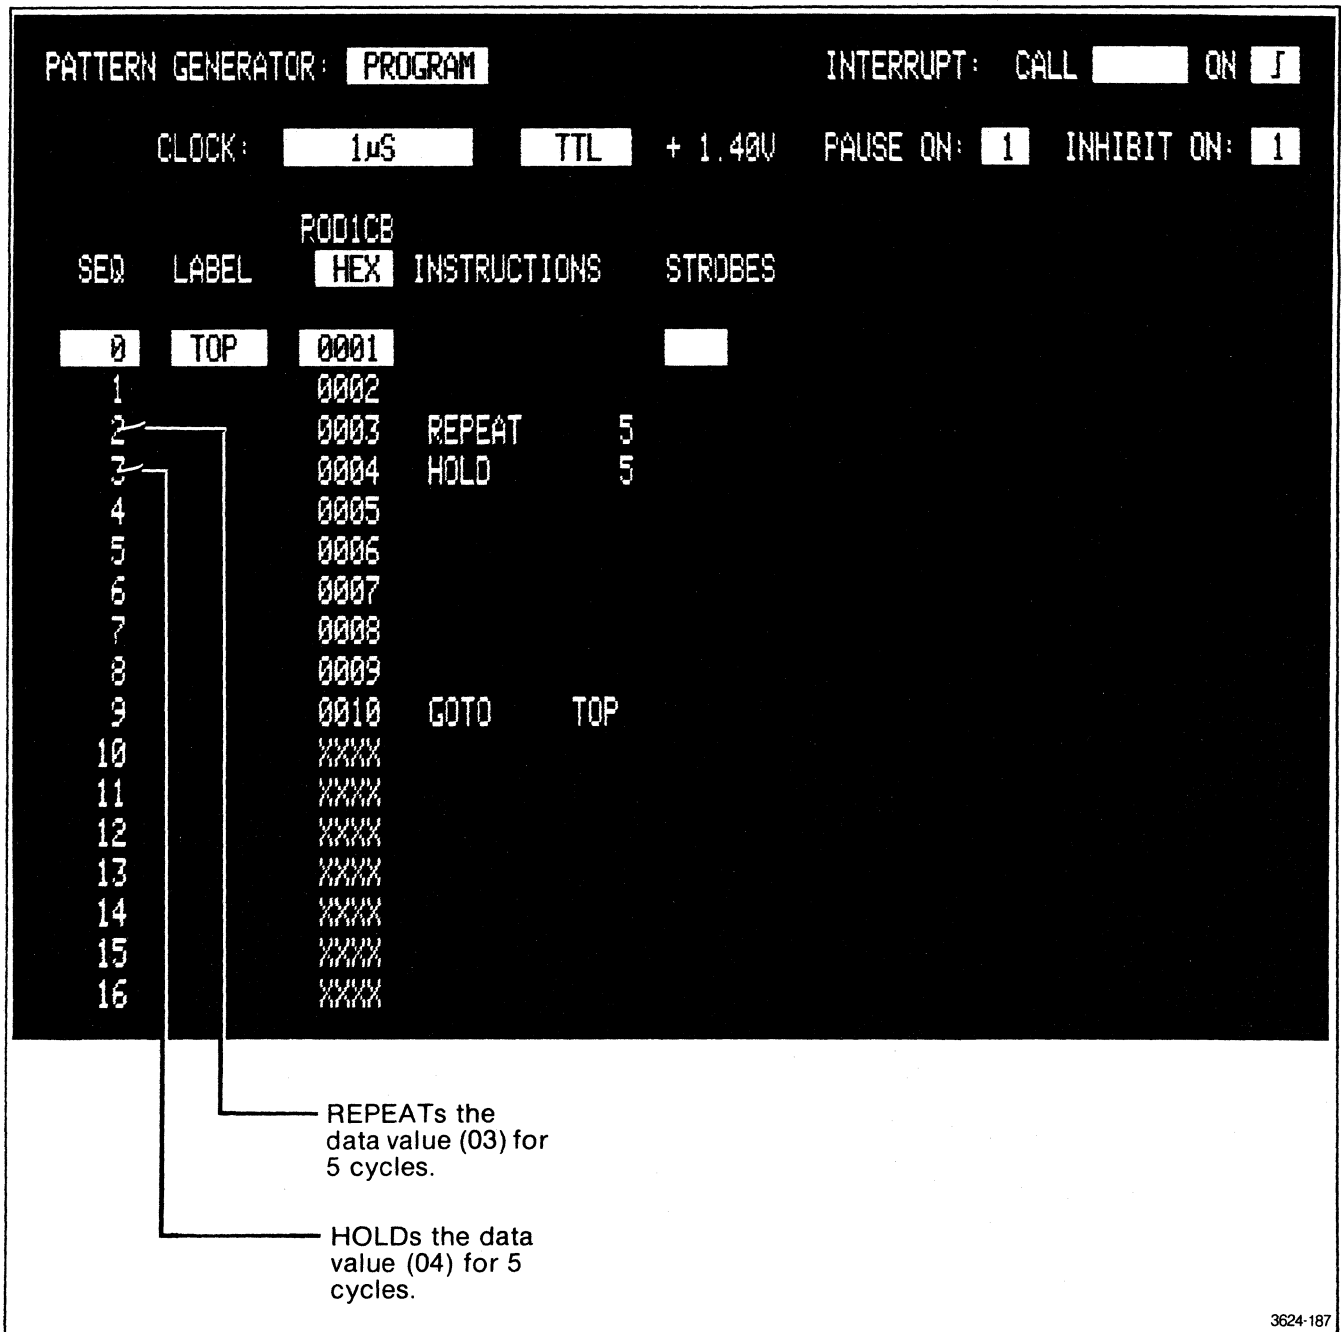 PATTERN GENERATOR: PROGRAM INTERRUPT: CALL ON ʃ
CLOCK: 1µS TTL + 1.40V PAUSE ON: 1 INHIBIT ON: 1
POD1CB
SEQ LABEL HEX INSTRUCTIONS STROBES
0 TOP 0001
1 0002
2 0003 REPEAT 5
3 0004 HOLD 5
4 0005
5 0006
6 0007
7 0008
8 0009
9 0010 GOTO TOP
10 XXXX
11 XXXX
12 XXXX
13 XXXX
14 XXXX
15 XXXX
16 XXXX
REPEATs the
data value (03) for
5 cycles.
HOLDs the data
value (04) for 5
cycles.
3624-187